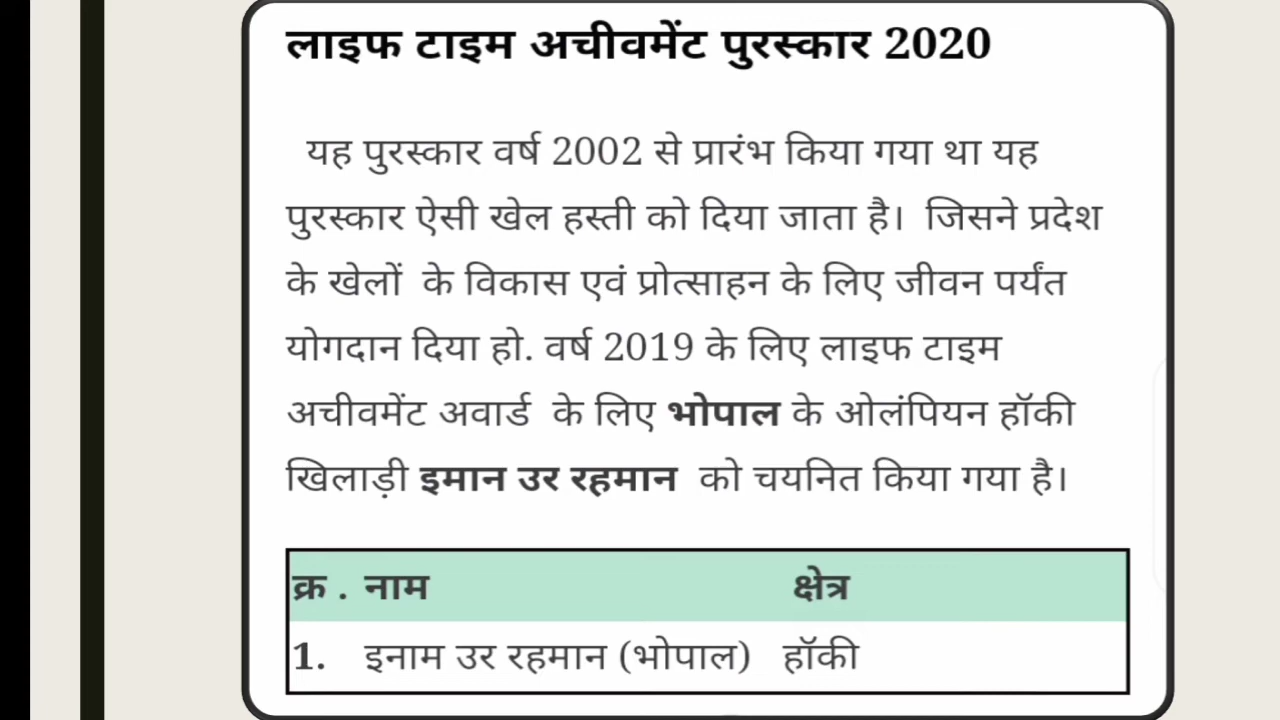 लाइफ टाइम अचीवमेंट पुरस्कार 2020
यह पुरस्कार वर्ष 2002 से प्रारंभ किया गया था यह
पुरस्कार ऐसी खेल हस्ती को दिया जाता है। जिसने प्रदेश
के खेलों के विकास एवं प्रोत्साहन के लिए जीवन पर्यंत
योगदान दिया हो. वर्ष 2019 के लिए लाइफ टाइम
अचीवमेंट अवार्ड के लिए भोपाल के ओलंपियन हॉकी
खिलाड़ी इमान उर रहमान को चयनित किया गया है।
क्र . नाम क्षेत्र
1. इनाम उर रहमान (भोपाल) हॉकी